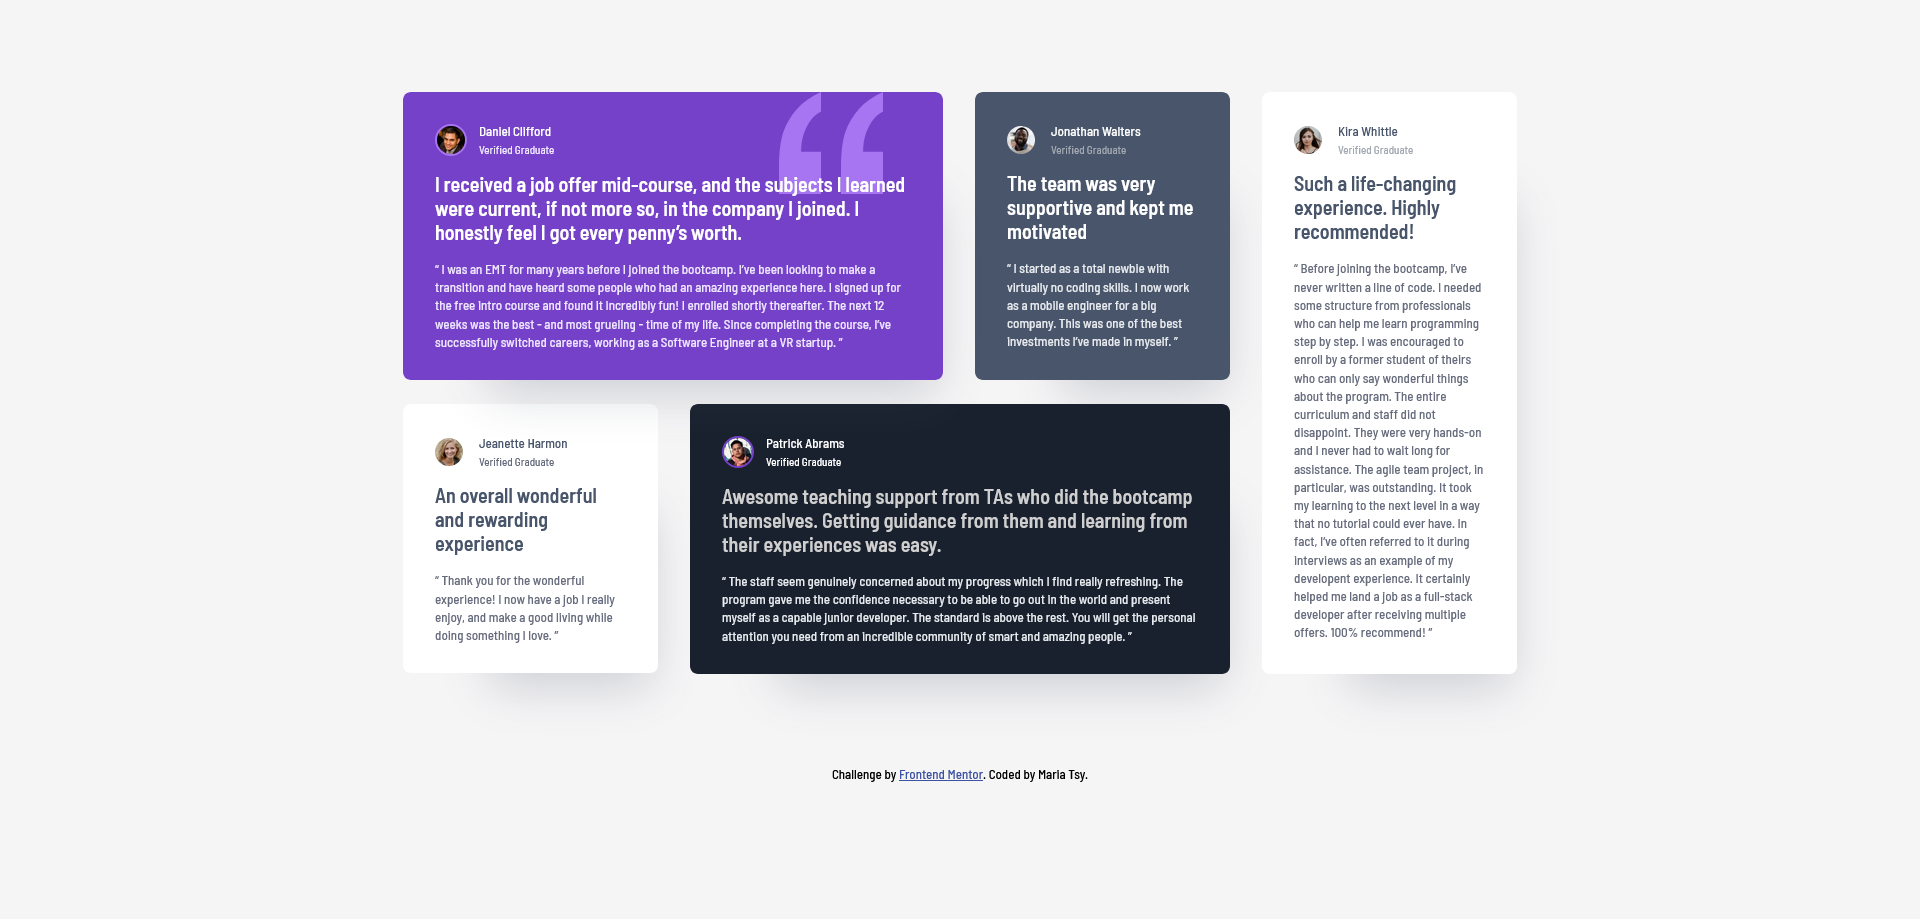 Daniel Clifford
Verified Graduate
I received a job offer mid-course, and the subjects I learned
were current, if not more so, in the company I joined. I
honestly feel I got every penny’s worth.
“ I was an EMT for many years before I joined the bootcamp. I’ve been looking to make a
transition and have heard some people who had an amazing experience here. I signed up for
the free intro course and found it incredibly fun! I enrolled shortly thereafter. The next 12
weeks was the best - and most grueling - time of my life. Since completing the course, I’ve
successfully switched careers, working as a Software Engineer at a VR startup. ”
Jonathan Walters
Verified Graduate
The team was very
supportive and kept me
motivated
“ I started as a total newbie with
virtually no coding skills. I now work
as a mobile engineer for a big
company. This was one of the best
investments I’ve made in myself. ”
Kira Whittle
Verified Graduate
Such a life-changing
experience. Highly
recommended!
“ Before joining the bootcamp, I’ve
never written a line of code. I needed
some structure from professionals
who can help me learn programming
step by step. I was encouraged to
enroll by a former student of theirs
who can only say wonderful things
about the program. The entire
curriculum and staff did not
disappoint. They were very hands-on
and I never had to wait long for
assistance. The agile team project, in
particular, was outstanding. It took
my learning to the next level in a way
that no tutorial could ever have. In
fact, I’ve often referred to it during
interviews as an example of my
developent experience. It certainly
helped me land a job as a full-stack
developer after receiving multiple
offers. 100% recommend! ”
Jeanette Harmon
Verified Graduate
An overall wonderful
and rewarding
experience
“ Thank you for the wonderful
experience! I now have a job I really
enjoy, and make a good living while
doing something I love. ”
Patrick Abrams
Verified Graduate
Awesome teaching support from TAs who did the bootcamp
themselves. Getting guidance from them and learning from
their experiences was easy.
“ The staff seem genuinely concerned about my progress which I find really refreshing. The
program gave me the confidence necessary to be able to go out in the world and present
myself as a capable junior developer. The standard is above the rest. You will get the personal
attention you need from an incredible community of smart and amazing people. ”
Challenge by Frontend Mentor. Coded by Maria Tsy.